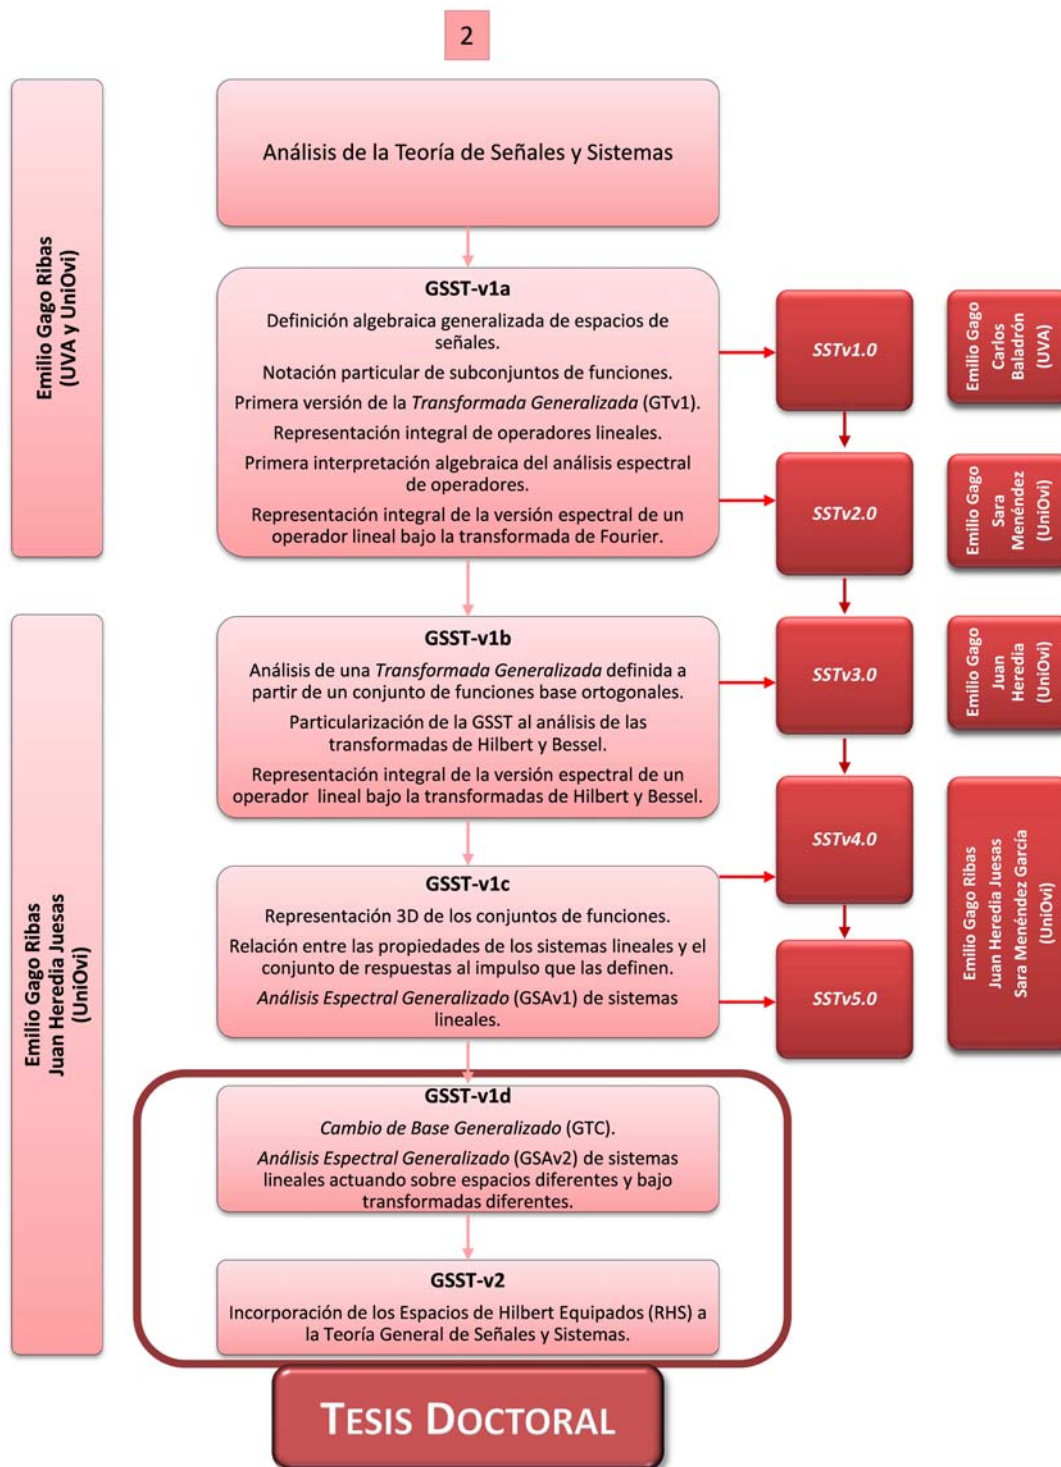 2
Emilio Gago Ribas
(UVA y UniOvi)
Análisis de la Teoría de Señales y Sistemas
GSST-v1a
Definición algebraica generalizada de espacios de
señales.
Notación particular de subconjuntos de funciones.
Primera versión de la Transformada Generalizada (GTv1).
Representación integral de operadores lineales.
Primera interpretación algebraica del análisis espectral
de operadores.
Representación integral de la versión espectral de un
operador lineal bajo la transformada de Fourier.
SSTv1.0
Emilio Gago
Carlos
Baladrón
(UVA)
SSTv2.0
Emilio Gago
Sara
Menéndez
(UniOvi)
Emilio Gago Ribas
Juan Heredia Juesas
(UniOvi)
GSST-v1b
Análisis de una Transformada Generalizada definida a
partir de un conjunto de funciones base ortogonales.
Particularización de la GSST al análisis de las
transformadas de Hilbert y Bessel.
Representación integral de la versión espectral de un
operador lineal bajo la transformadas de Hilbert y Bessel.
SSTv3.0
Emilio Gago
Juan
Heredia
(UniOvi)
GSST-v1c
Representación 3D de los conjuntos de funciones.
Relación entre las propiedades de los sistemas lineales y el
conjunto de respuestas al impulso que las definen.
Análisis Espectral Generalizado (GSAv1) de sistemas
lineales.
SSTv4.0
SSTv5.0
Emilio Gago Ribas
Juan Heredia Juesas
Sara Menéndez García
(UniOvi)
GSST-v1d
Cambio de Base Generalizado (GTC).
Análisis Espectral Generalizado (GSAv2) de sistemas
lineales actuando sobre espacios diferentes y bajo
transformadas diferentes.
GSST-v2
Incorporación de los Espacios de Hilbert Equipados (RHS) a
la Teoría General de Señales y Sistemas.
TESIS DOCTORAL